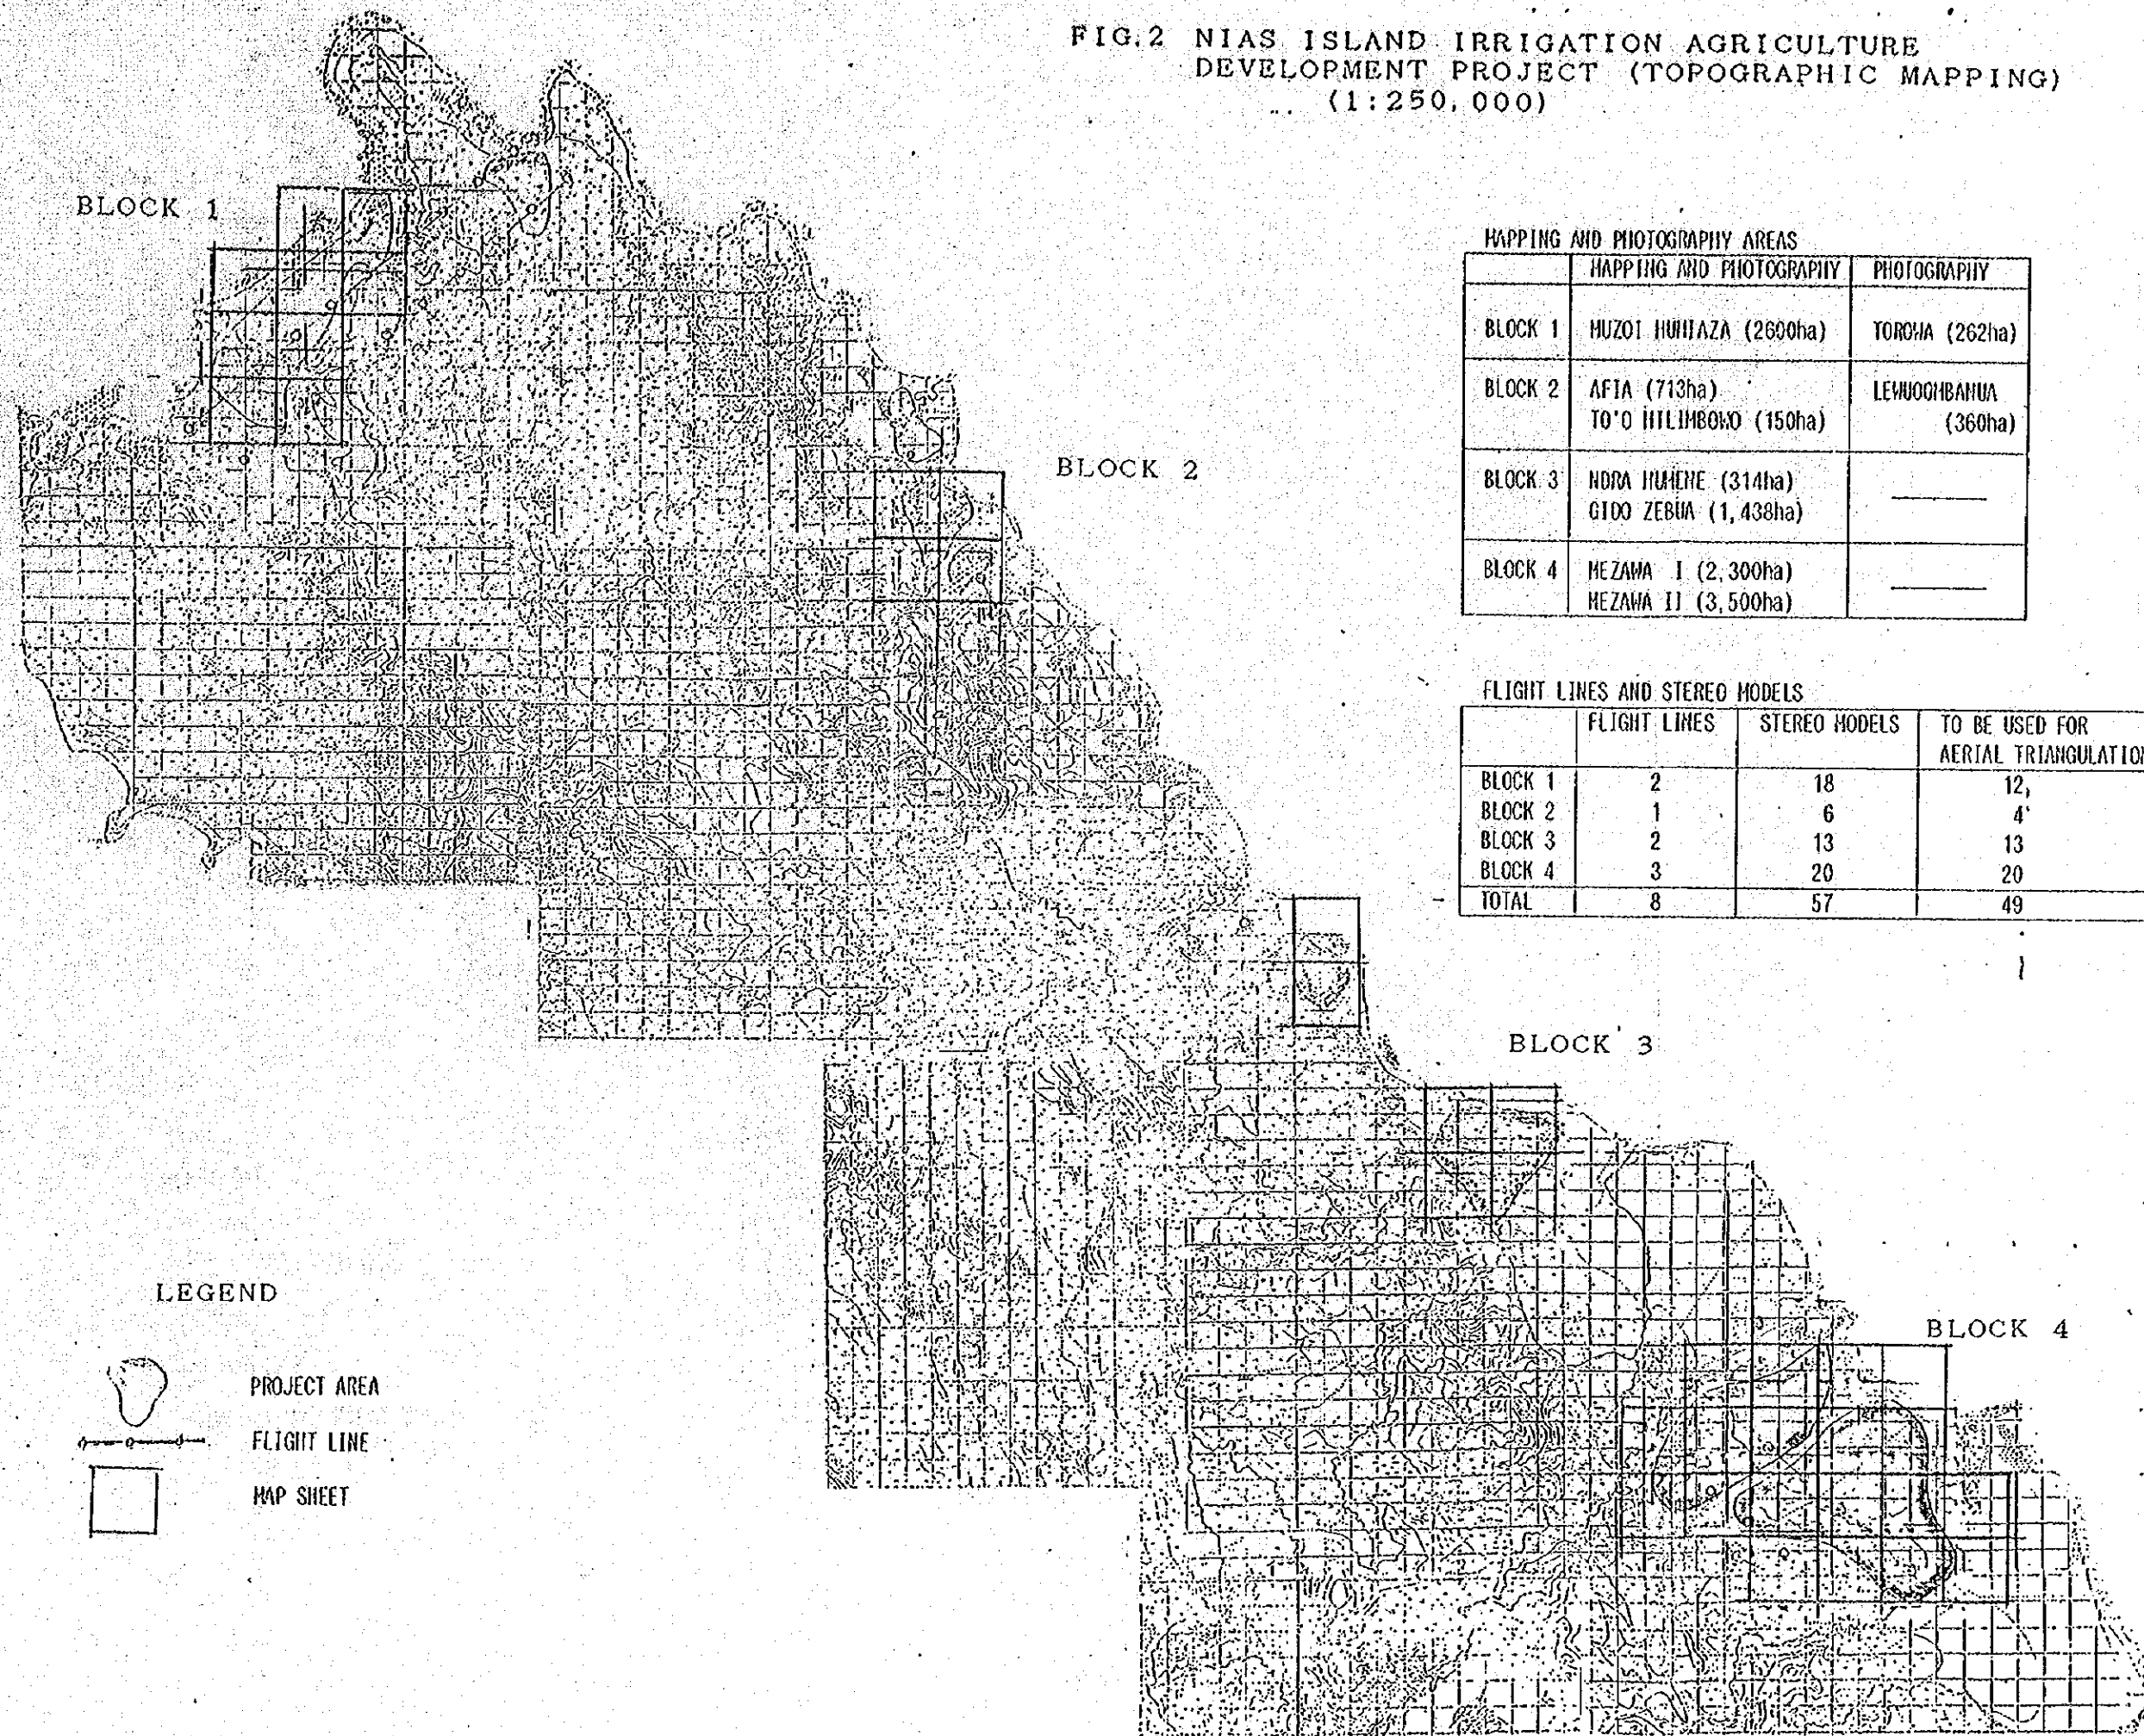 FIG.2 NIAS ISLAND IRRIGATION AGRICULTURE
DEVELOPMENT PROJECT (TOPOGRAPHIC MAPPING)
(1:250,000)
BLOCK 1
BLOCK 2
BLOCK 3
BLOCK 4
MAPPING AND PHOTOGRAPHY AREAS
MAPPING AND PHOTOGRAPHY PHOTOGRAPHY
BLOCK 1 MUZOI (2600ha) (262ha)
BLOCK 2 AFIA (713ha)
TO'O (150ha) (360ha)
BLOCK 3 (314ha)
GIDO ZEBUA (1,438ha)
BLOCK 4 MEZAWA I (2,300ha)
MEZAWA II (3,500ha)
FLIGHT LINES AND STEREO MODELS
FLIGHT LINES STEREO MODELS TO BE USED FOR
AERIAL TRIANGULATION
BLOCK 1 2 18 12
BLOCK 2 1 6 4
BLOCK 3 2 13 13
BLOCK 4 3 20 20
TOTAL 8 57 49
LEGEND
PROJECT AREA
FLIGHT LINE
MAP SHEET